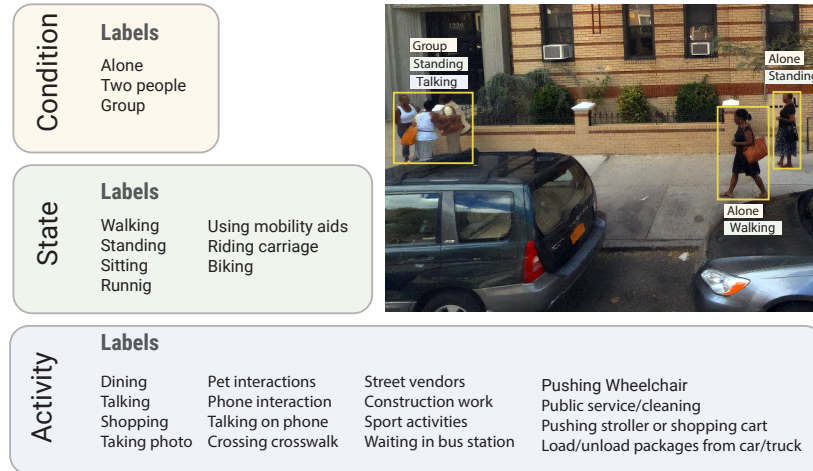 Condition
Labels
Alone
Two people
Group
State
Labels
Walking
Standing
Sitting
Runnig
Using mobility aids
Riding carriage
Biking
1229
Group
Standing
Talking
Alone
Standing
Alone
Walking
Activity
Labels
Dining
Talking
Shopping
Taking photo
Pet interactions
Phone interaction
Talking on phone
Crossing crosswalk
Street vendors
Construction work
Sport activities
Waiting in bus station
Pushing Wheelchair
Public service/cleaning
Pushing stroller or shopping cart
Load/unload packages from car/truck